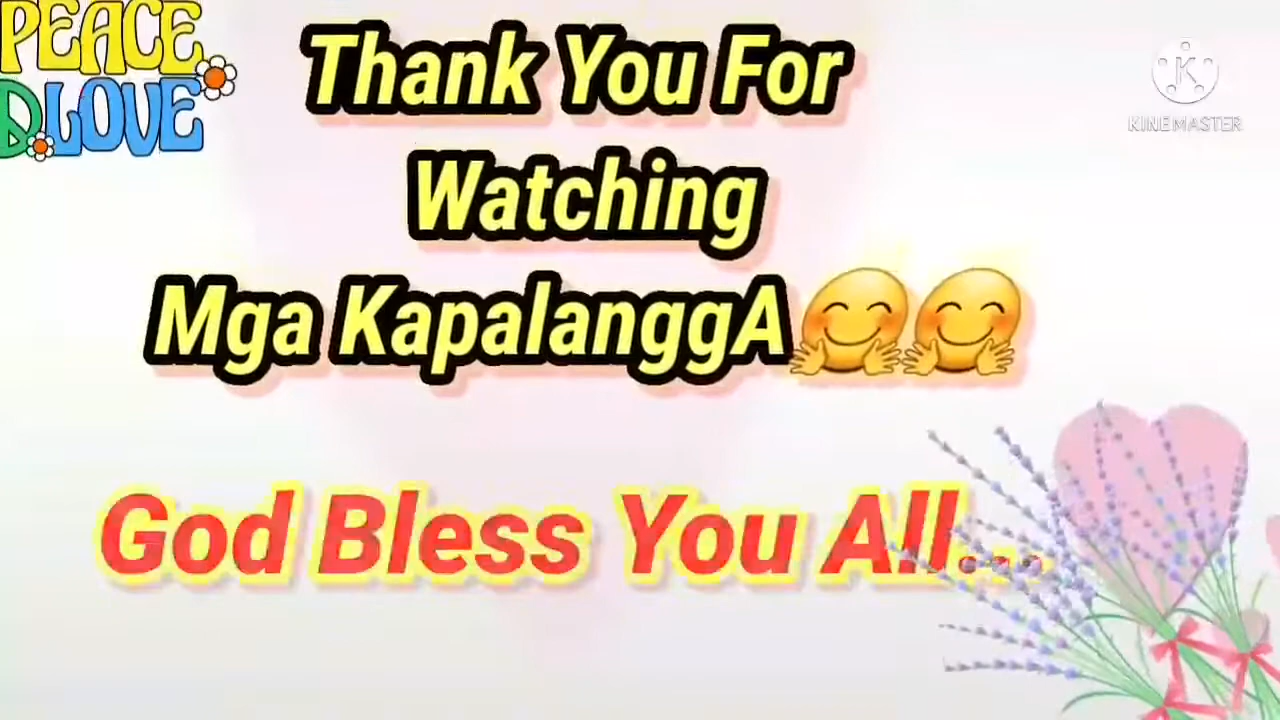 PEACE
LOVE
Thank You For
Watching
Mga KapalanggA🤗🤗
God Bless You All....
KINEMASTER